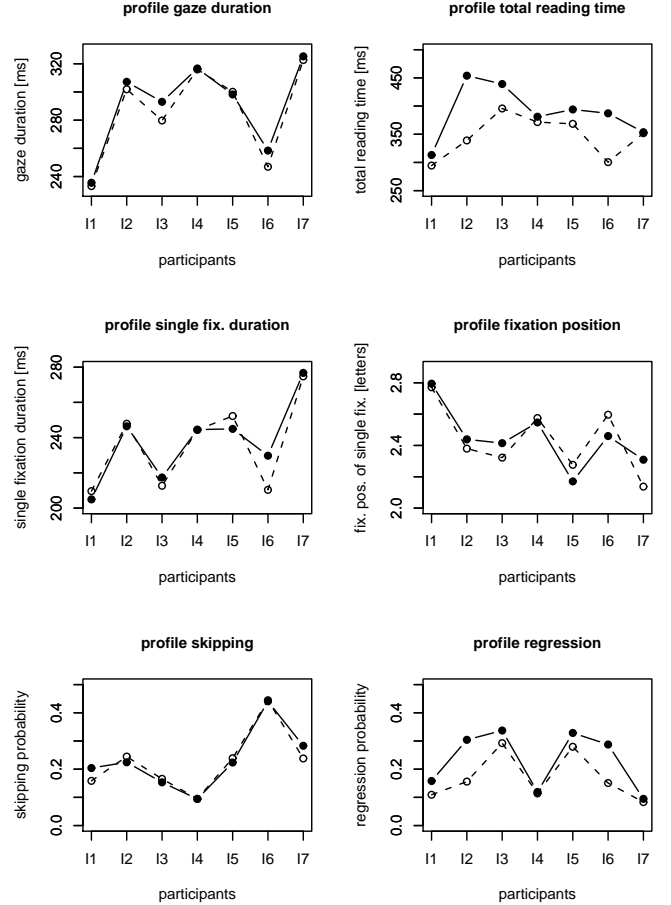 profile gaze duration
gaze duration [ms]
240
280
320
I1 I2 I3 I4 I5 I6 I7
participants
profile total reading time
total reading time [ms]
250
350
450
I1 I2 I3 I4 I5 I6 I7
participants
profile single fix. duration
single fixation duration [ms]
200
240
280
I1 I2 I3 I4 I5 I6 I7
participants
profile fixation position
fix. pos. of single fix. [letters]
2.0
2.4
2.8
I1 I2 I3 I4 I5 I6 I7
participants
profile skipping
skipping probability
0.0
0.2
0.4
I1 I2 I3 I4 I5 I6 I7
participants
profile regression
regression probability
0.0
0.2
0.4
I1 I2 I3 I4 I5 I6 I7
participants